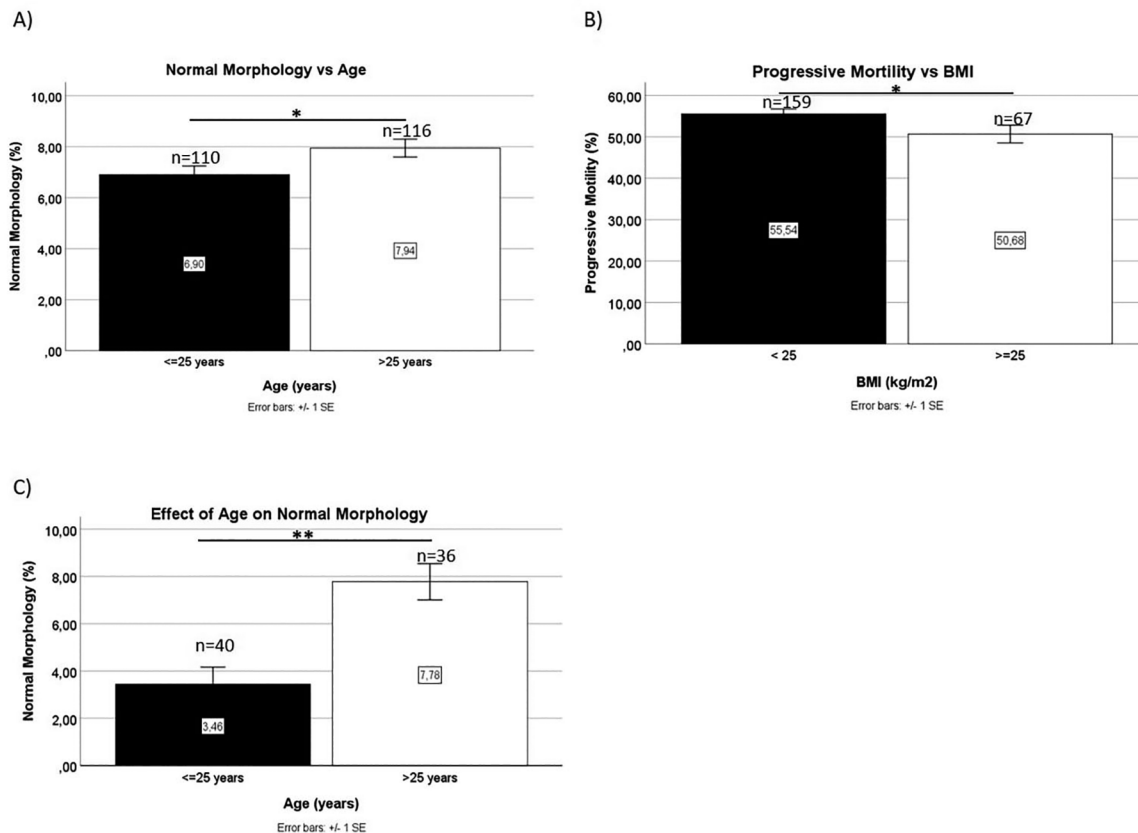 A)
Normal Morphology vs Age
10,00
8,00
6,00
4,00
2,00
,00
Normal Morphology (%)
*
n=110
n=116
6,90
7,94
<=25 years
>25 years
Age (years)
Error bars: +/- 1 SE
B)
Progressive Mortility vs BMI
60,00
50,00
40,00
30,00
20,00
10,00
,00
Progressive Motility (%)
*
n=159
n=67
55,54
50,68
< 25
>=25
BMI (kg/m2)
Error bars: +/- 1 SE
C)
Effect of Age on Normal Morphology
10,00
8,00
6,00
4,00
2,00
,00
Normal Morphology (%)
**
n=40
n=36
3,46
7,78
<=25 years
>25 years
Age (years)
Error bars: +/- 1 SE